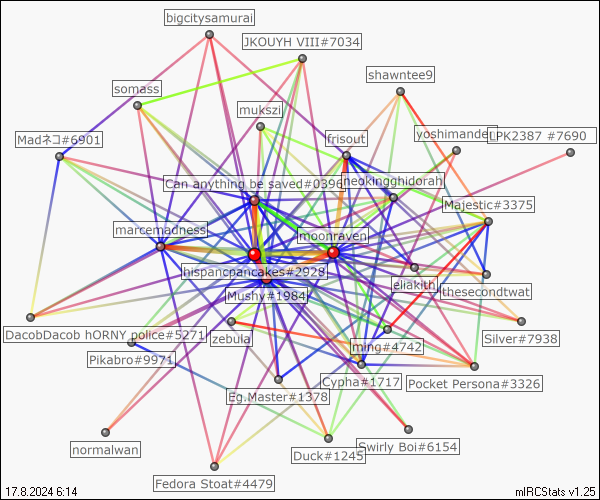 bigcitysamurai
JKOUYH VIII#7034
shawntee9
somass
mukszi
Madネコ#6901
frisout
yoshimander
LPK2387 #7690
Can anything be saved#0396
neokingghidorah
Majestic#3375
marcemadness
moonraven
hispancpancakes#2928
eliakith
thesecondtwat
Mushy#1984
DacobDacob hORNY police#5271
zebula
ming#4742
Silver#7938
Pikabro#9971
Cypha#1717
Pocket Persona#3326
Eg.Master#1378
normalwan
Duck#1245
Swirly Boi#6154
Fedora Stoat#4479
17.8.2024 6:14
mIRCStats v1.25